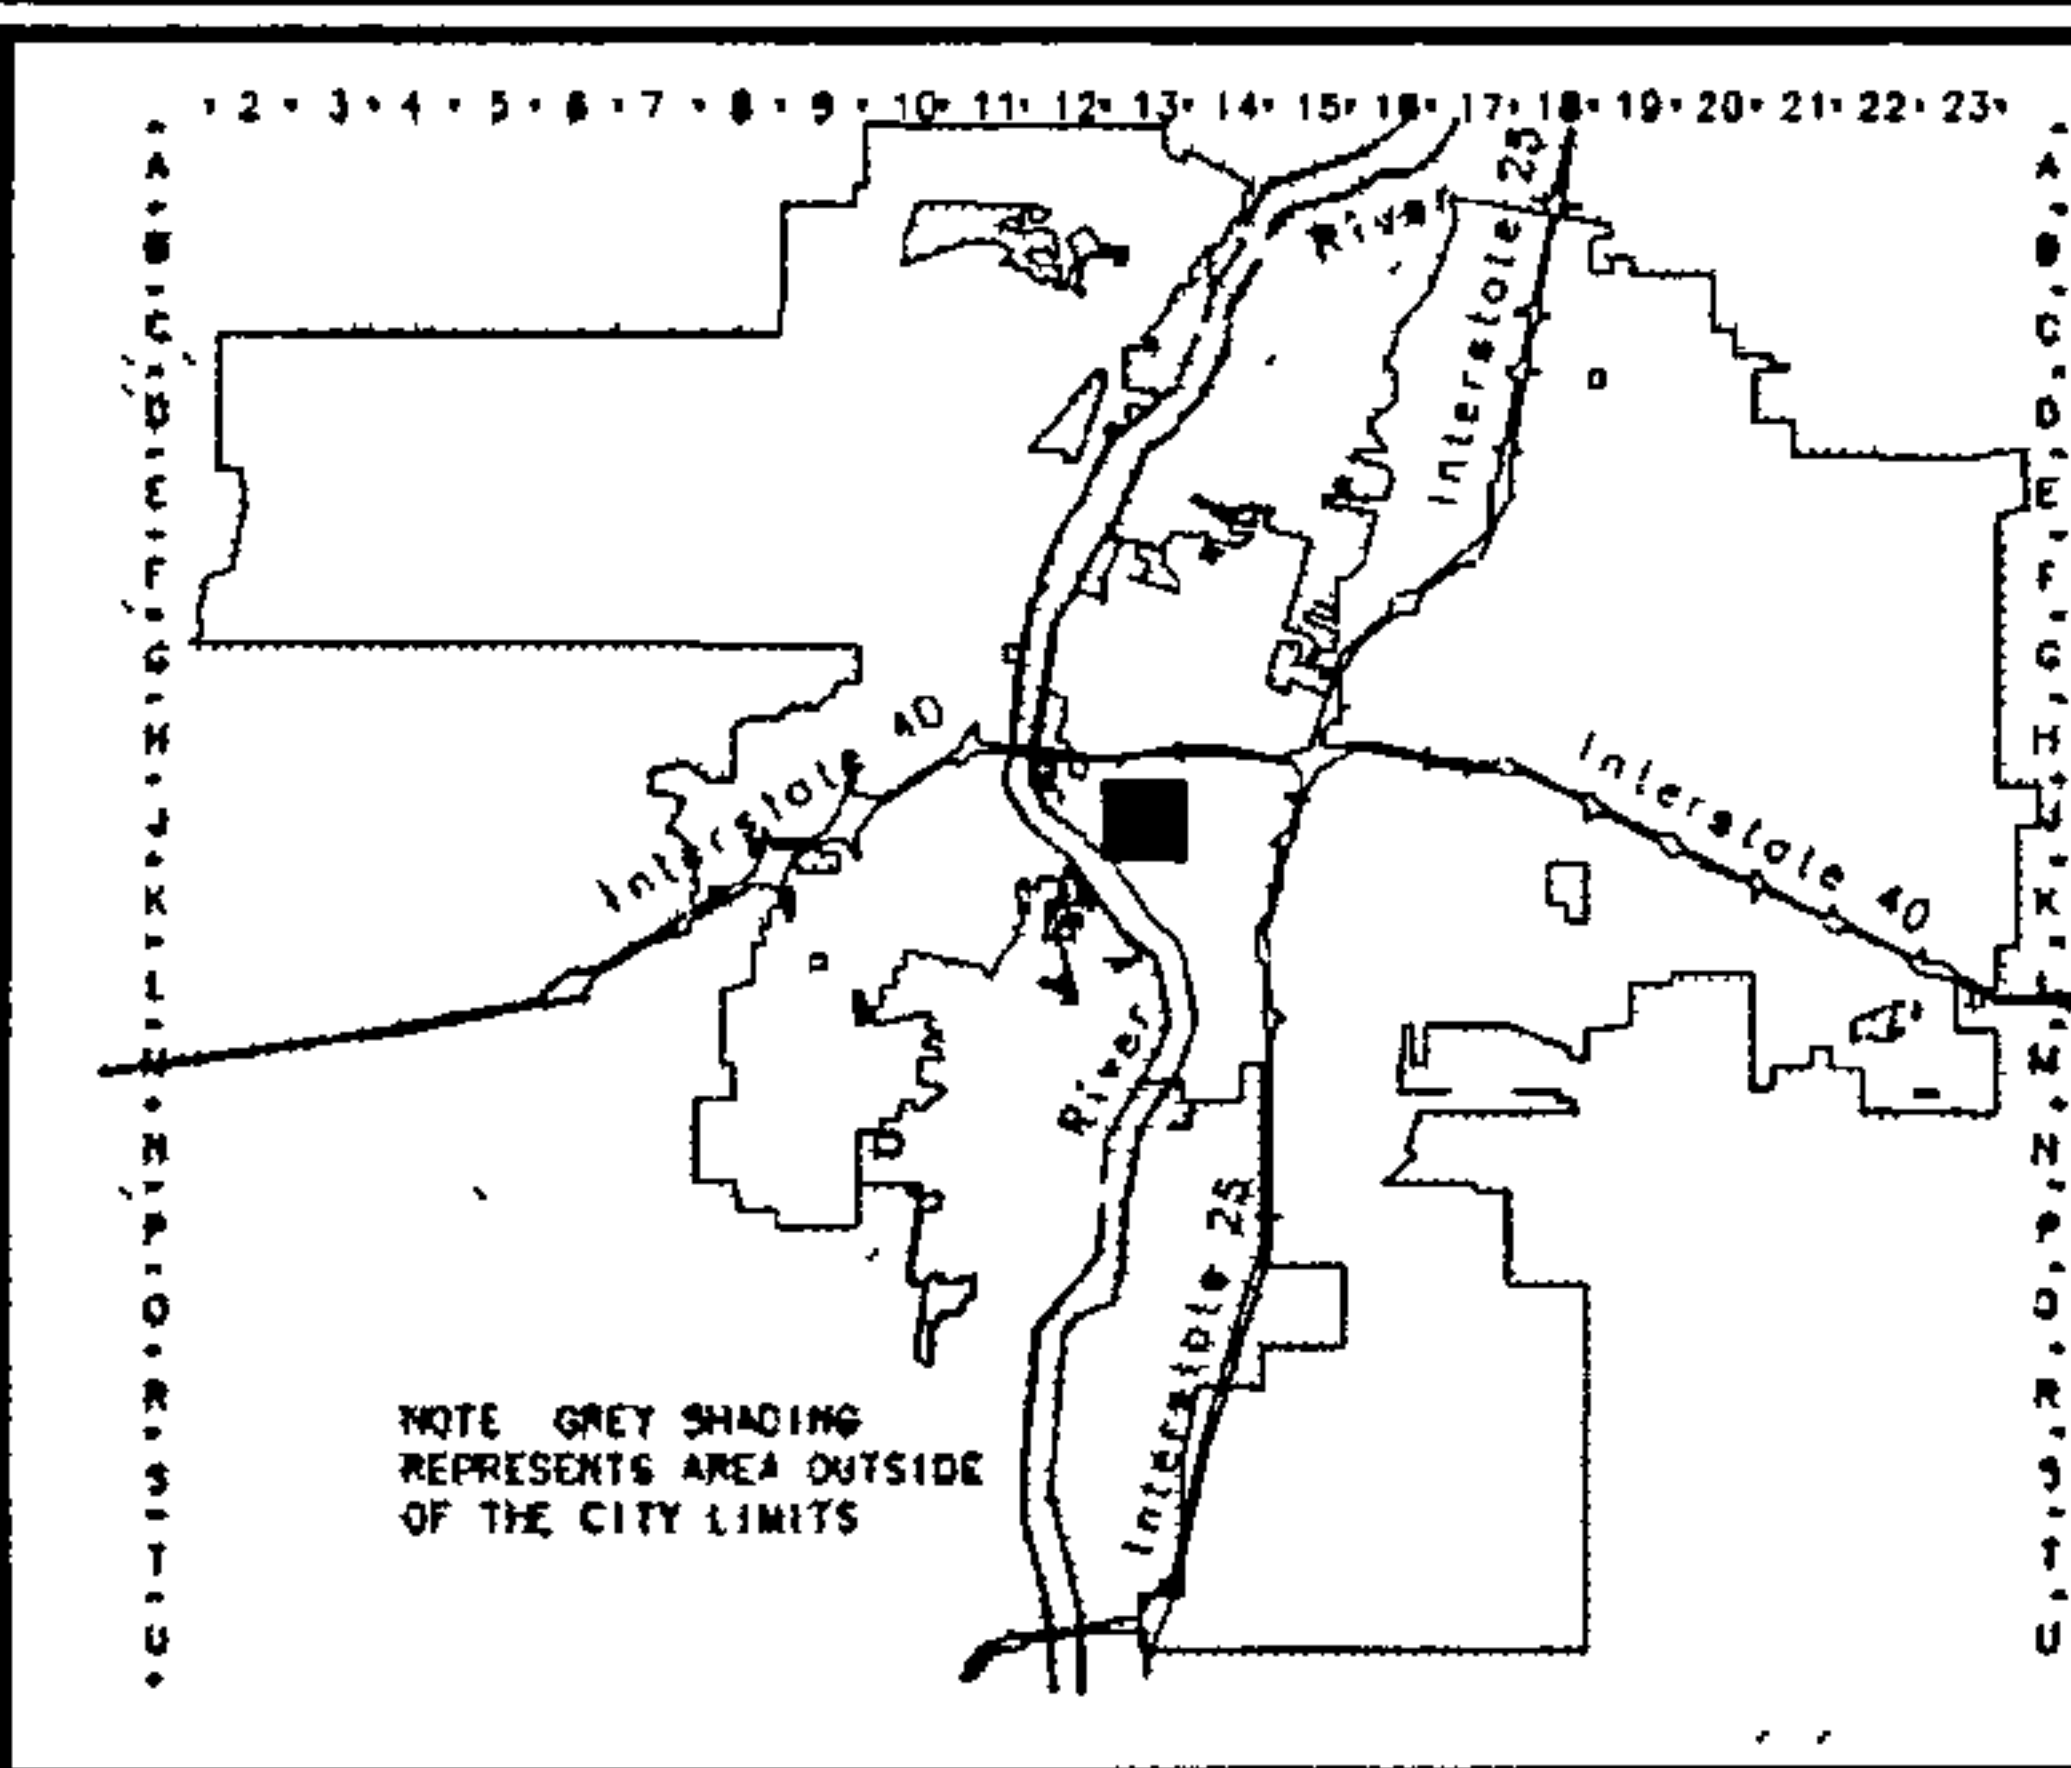 2 3 4 5 6 7 8 9 10 11 12 13 14 15 16 17 18 19 20 21 22 23
A A
B B
C C
D D
E E
F F
G G
H H
J J
K K
L L
M M
N N
P P
Q Q
R R
S S
T T
U U
River
Interstate 25
Interstate 40
Interstate 40
River
Interstate 25
NOTE GREY SHADING
REPRESENTS AREA OUTSIDE
OF THE CITY LIMITS